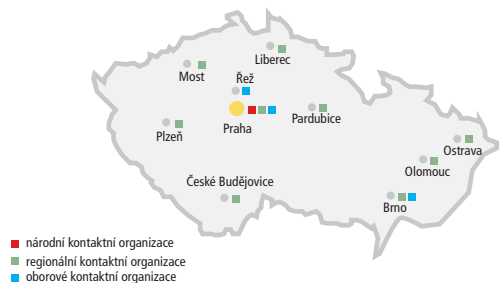 Liberec
Most
Řež
Praha
Pardubice
Plzeň
Ostrava
Olomouc
České Budějovice
Brno
národní kontaktní organizace
regionální kontaktní organizace
oborové kontaktní organizace